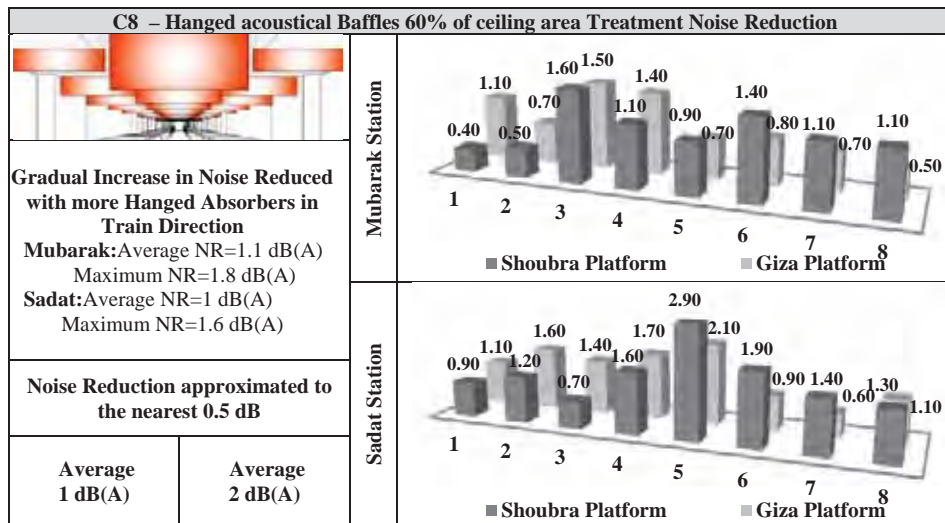 C8 – Hanged acoustical Baffles 60% of ceiling area Treatment Noise Reduction
Gradual Increase in Noise Reduced
with more Hanged Absorbers in
Train Direction
Mubarak:Average NR=1.1 dB(A)
Maximum NR=1.8 dB(A)
Sadat:Average NR=1 dB(A)
Maximum NR=1.6 dB(A)
Noise Reduction approximated to
the nearest 0.5 dB
Average
1 dB(A)
Average
2 dB(A)
Mubarak Station
0.40
1.10
0.50
0.70
1.60
1.50
1.10
1.40
0.90
0.70
1.40
0.80
1.10
0.70
1.10
0.50
1
2
3
4
5
6
7
8
Shoubra Platform
Giza Platform
Sadat Station
0.90
1.10
1.20
1.60
0.70
1.40
1.60
1.70
2.90
2.10
1.90
0.90
1.40
0.60
1.30
1.10
1
2
3
4
5
6
7
8
Shoubra Platform
Giza Platform